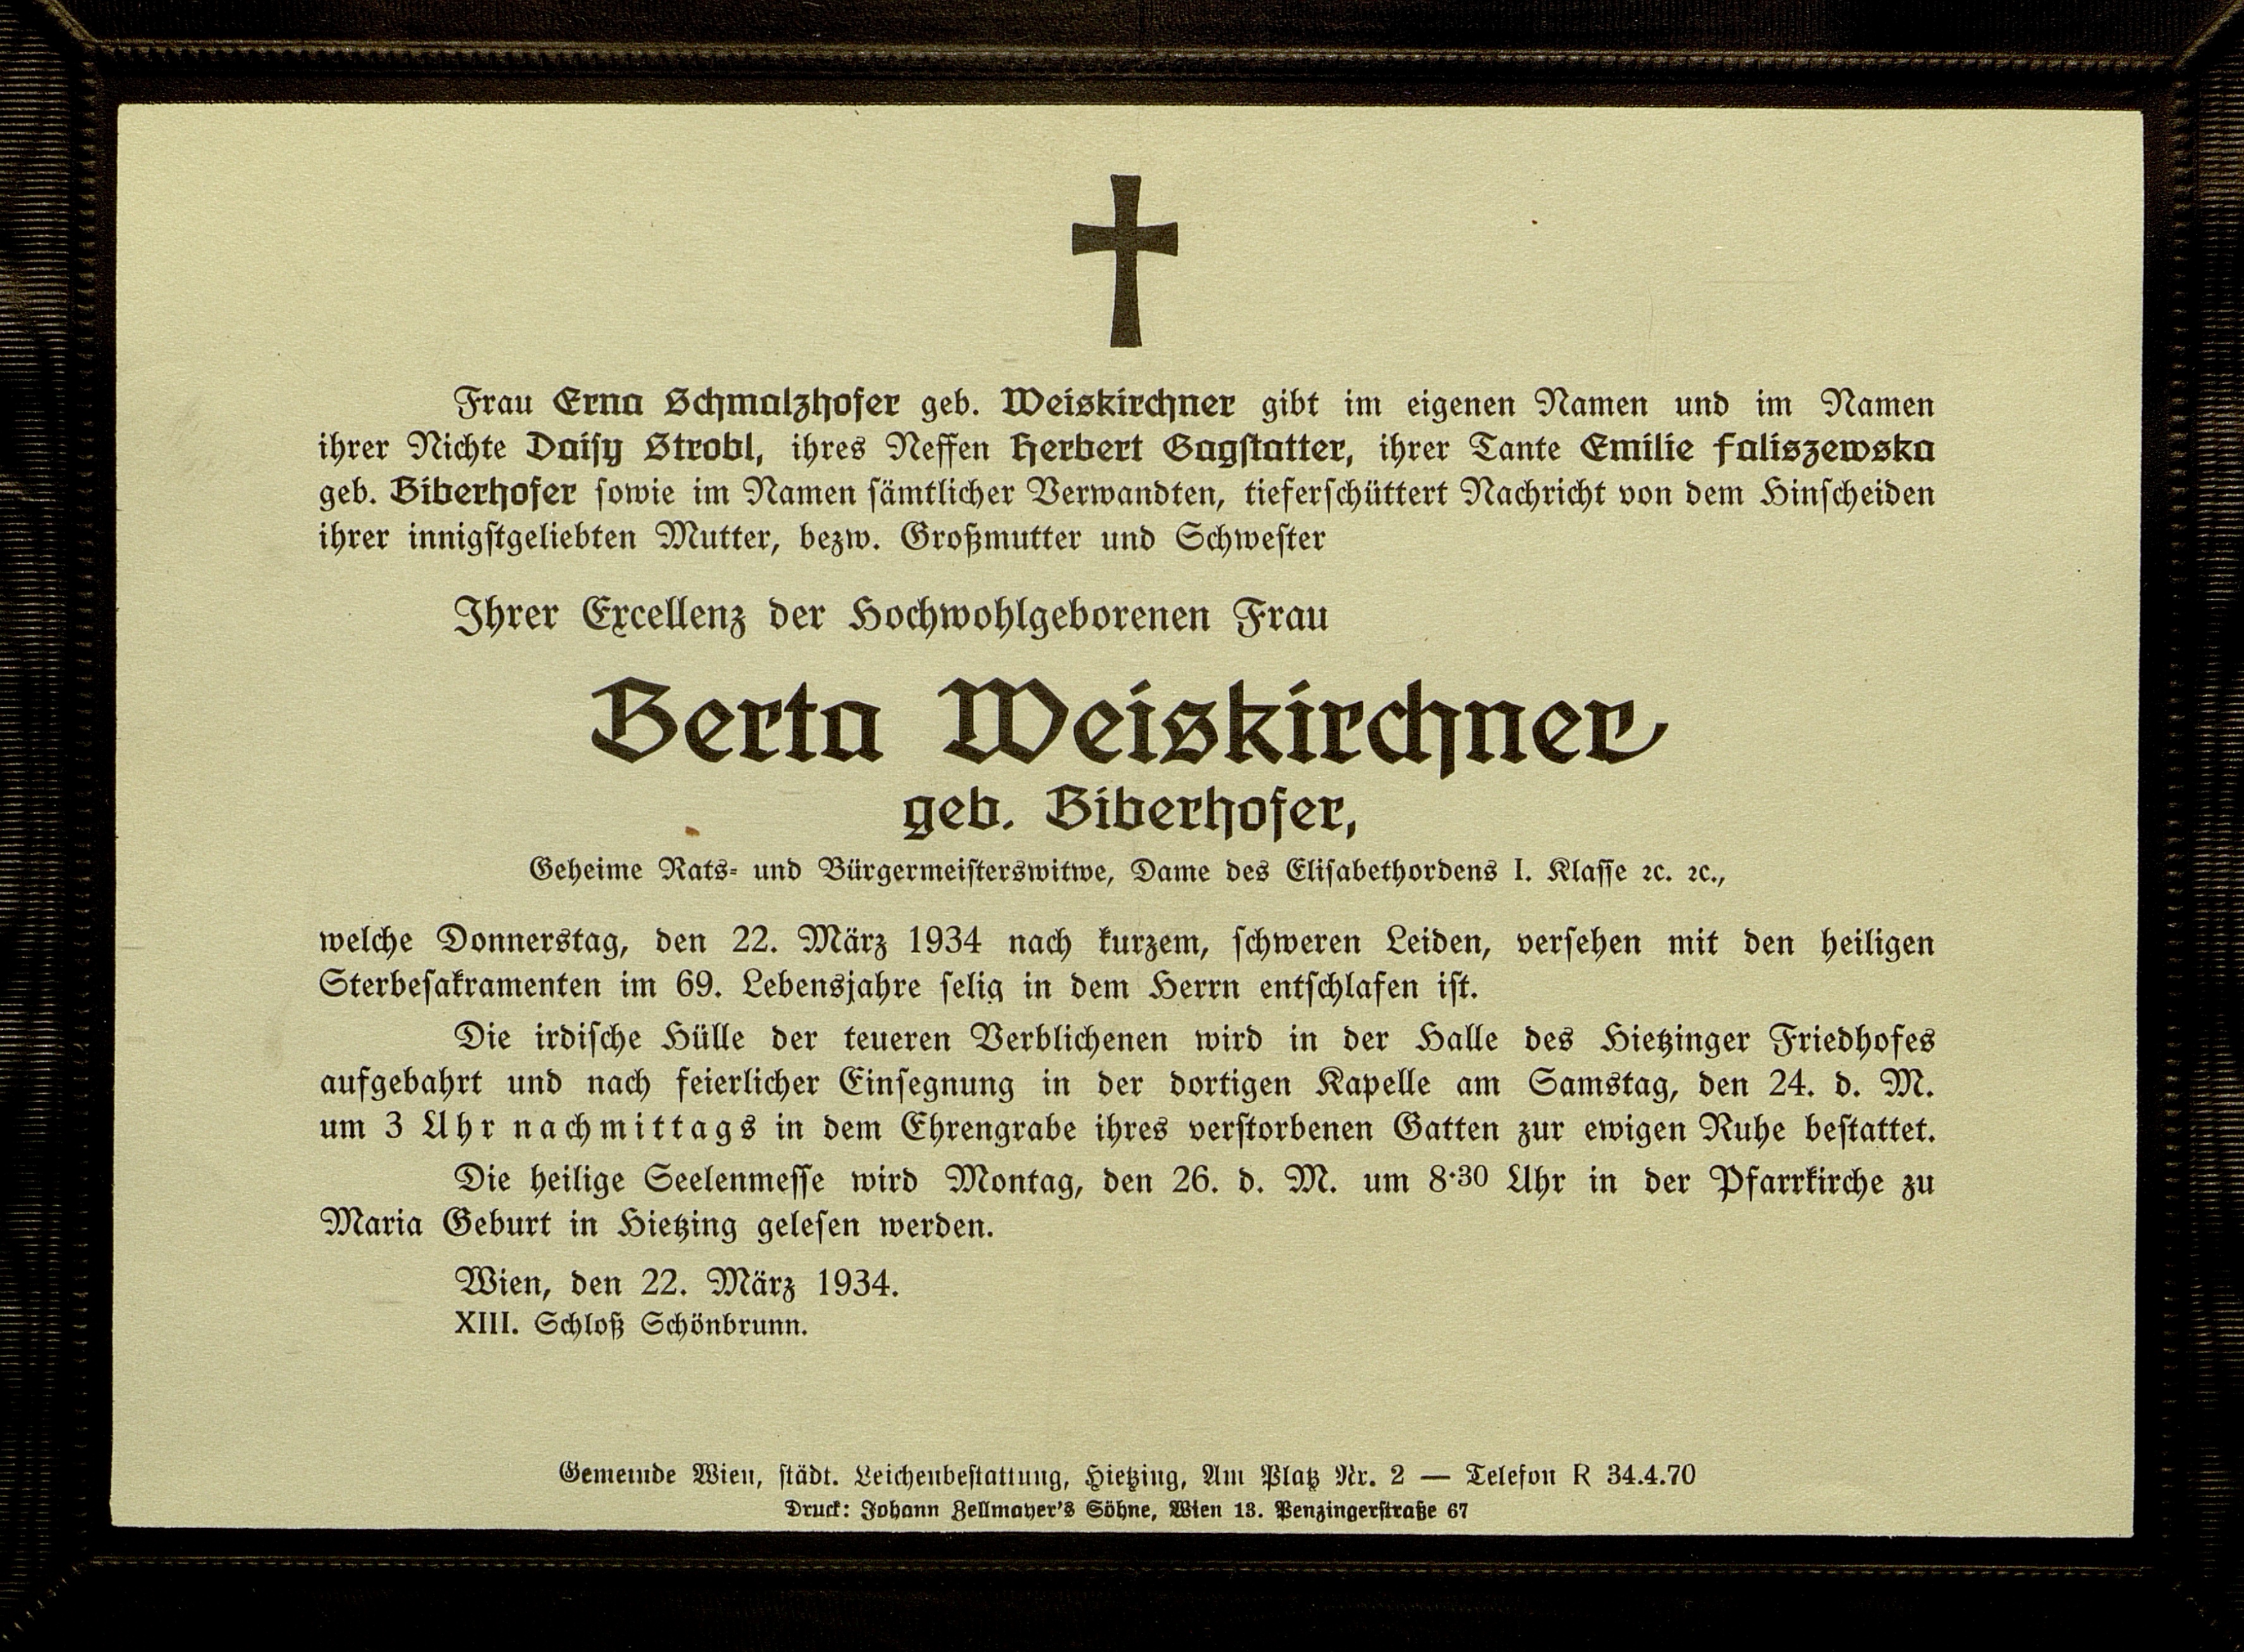 Frau Erna Schmalzhofer geb. Weiskirchner gibt im eigenen Namen und im Namen
ihrer Nichte Daisy Strobl, ihres Neffen Herbert Gagstatter, ihrer Tante Emilie Faliszewska
geb. Biberhofer sowie im Namen sämtlicher Verwandten, tieferschüttert Nachricht von dem Hinscheiden
ihrer innigstgeliebten Mutter, bezw. Großmutter und Schwester
Ihrer Excellenz der Hochwohlgeborenen Frau
Berta Weiskirchner
geb. Biberhofer,
Geheime Rats- und Bürgermeisterswitwe, Dame des Elisabethordens I. Klasse ꝛc. ꝛc.,
welche Donnerstag, den 22. März 1934 nach kurzem, schweren Leiden, versehen mit den heiligen
Sterbesakramenten im 69. Lebensjahre selig in dem Herrn entschlafen ist.
Die irdische Hülle der teueren Verblichenen wird in der Halle des Hietzinger Friedhofes
aufgebahrt und nach feierlicher Einsegnung in der dortigen Kapelle am Samstag, den 24. d. M.
um 3 Uhr nachmittags in dem Ehrengrabe ihres verstorbenen Gatten zur ewigen Ruhe bestattet.
Die heilige Seelenmesse wird Montag, den 26. d. M. um 8·30 Uhr in der Pfarrkirche zu
Maria Geburt in Hietzing gelesen werden.
Wien, den 22. März 1934.
XIII. Schloß Schönbrunn.
Gemeinde Wien, städt. Leichenbestattung, Hietzing, Am Platz Nr. 2 — Telefon R 34.4.70
Druck: Johann Zellmayer's Söhne, Wien 13. Penzingerstraße 67